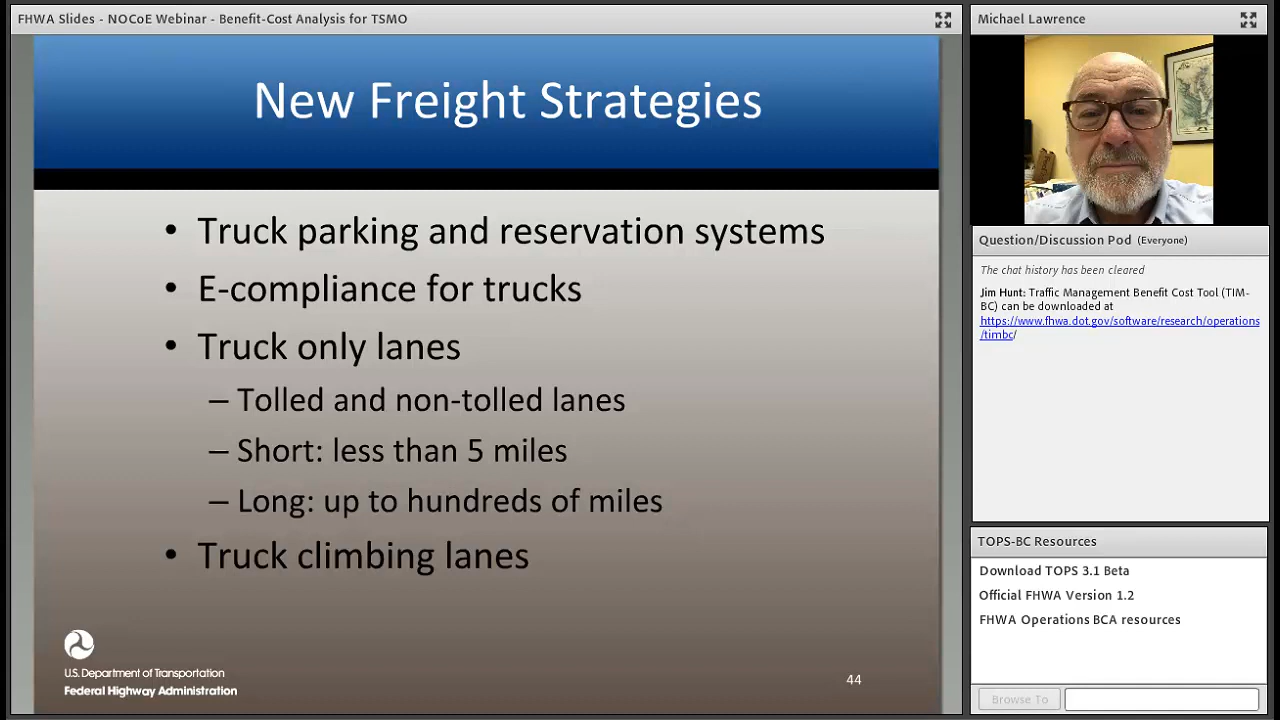 FHWA Slides - NOCoE Webinar - Benefit-Cost Analysis for TSMO
New Freight Strategies
• Truck parking and reservation systems
• E-compliance for trucks
• Truck only lanes
– Tolled and non-tolled lanes
– Short: less than 5 miles
– Long: up to hundreds of miles
• Truck climbing lanes
U.S. Department of Transportation
Federal Highway Administration
44
Michael Lawrence
Question/Discussion Pod (Everyone)
The chat history has been cleared
Jim Hunt: Traffic Management Benefit Cost Tool (TIM-
BC) can be downloaded at
https://www.fhwa.dot.gov/software/research/operations
/timbc/
TOPS-BC Resources
Download TOPS 3.1 Beta
Official FHWA Version 1.2
FHWA Operations BCA resources
Browse To